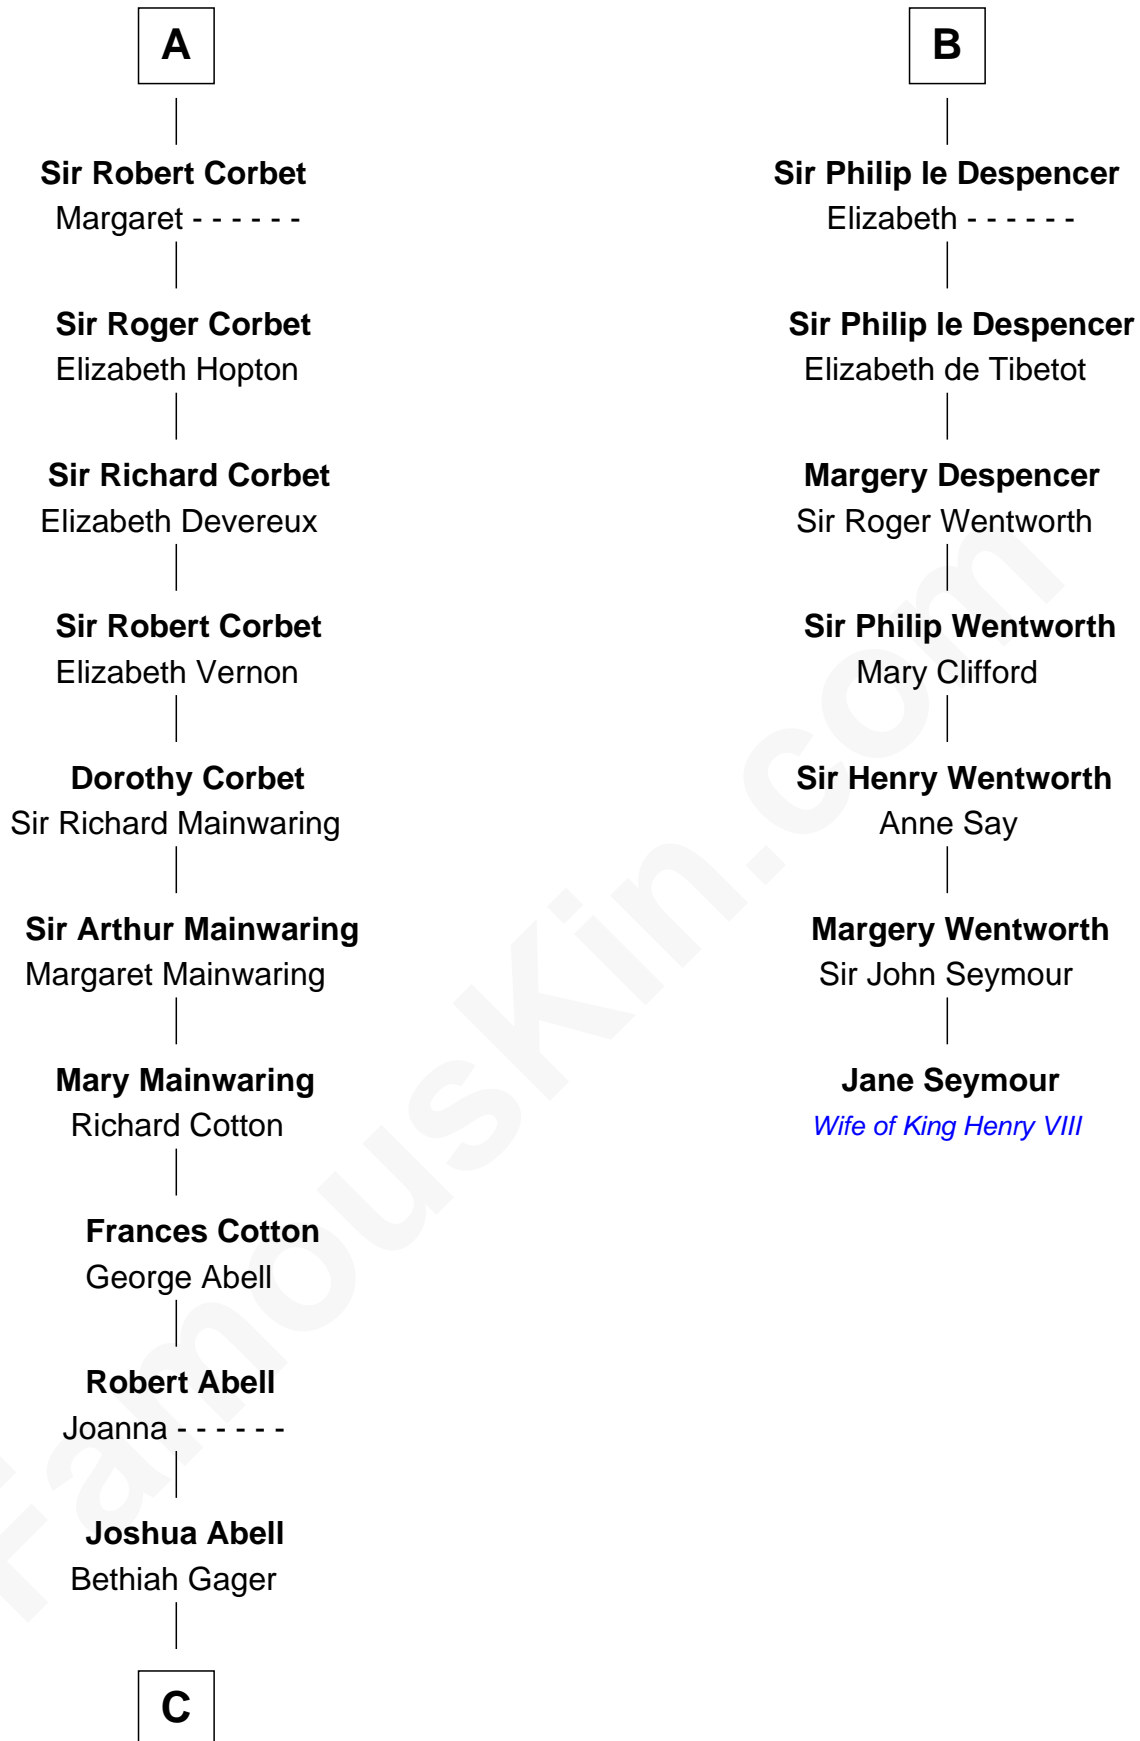 A
Sir Robert Corbet
Margaret - - - - - -
Sir Roger Corbet
Elizabeth Hopton
Sir Richard Corbet
Elizabeth Devereux
Sir Robert Corbet
Elizabeth Vernon
Dorothy Corbet
Sir Richard Mainwaring
Sir Arthur Mainwaring
Margaret Mainwaring
Mary Mainwaring
Richard Cotton
Frances Cotton
George Abell
Robert Abell
Joanna - - - - - -
Joshua Abell
Bethiah Gager
C
B
Sir Philip le Despencer
Elizabeth - - - - - -
Sir Philip le Despencer
Elizabeth de Tibetot
Margery Despencer
Sir Roger Wentworth
Sir Philip Wentworth
Mary Clifford
Sir Henry Wentworth
Anne Say
Margery Wentworth
Sir John Seymour
Jane Seymour
Wife of King Henry VIII
FamousKin.com